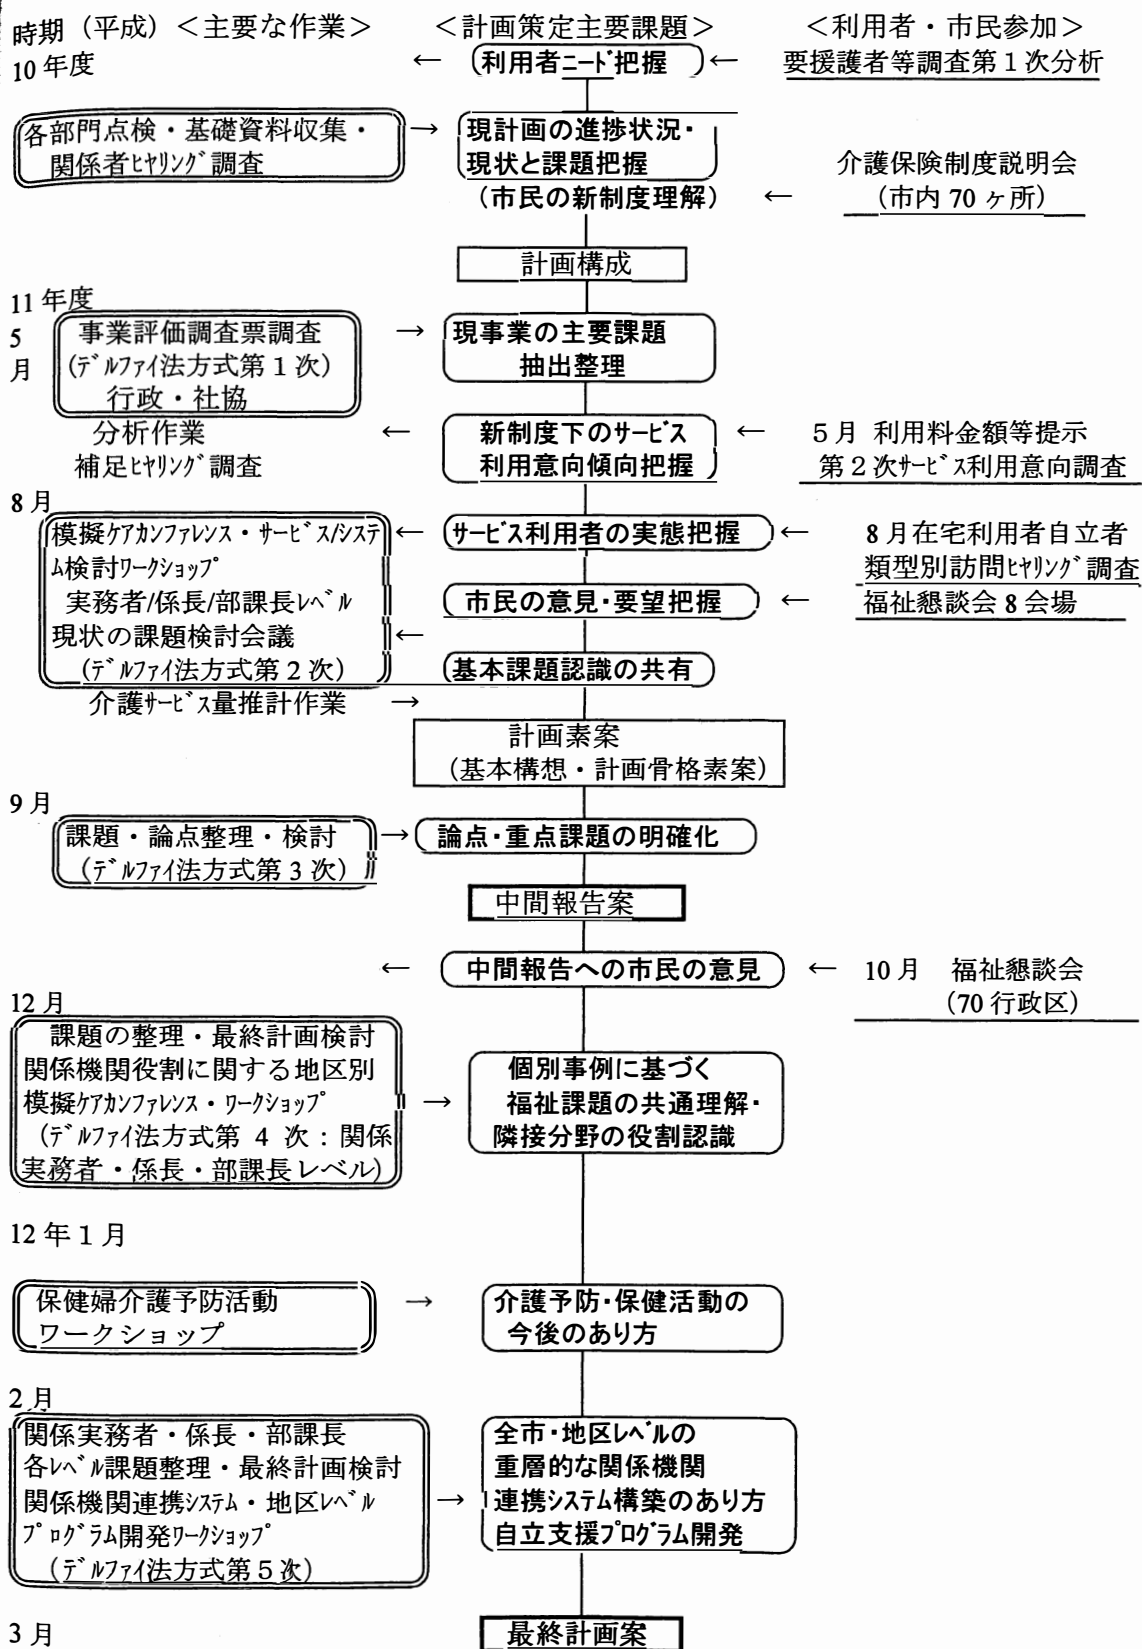 時期（平成）＜主要な作業＞　＜計画策定主要課題＞　＜利用者・市民参加＞
10年度　←　（利用者ニード把握　）←　要援護者等調査第１次分析
各部門点検・基礎資料収集・　→　現計画の進捗状況・
関係者ヒヤリング調査　現状と課題把握　介護保険制度説明会
（市民の新制度理解）　←　（市内70ヶ所）
計画構成
11年度
5　事業評価調査票調査　→　現事業の主要課題
月　（デルファイ法方式第１次）　抽出整理
行政・社協
分析作業　←　新制度下のサービス　←　５月 利用料金額等提示
補足ヒヤリング調査　利用意向傾向把握　第２次サービス利用意向調査
8月
模擬ケアカンファレンス・サービス/システ　←　サービス利用者の実態把握　←　8月在宅利用者自立者
ム検討ワークショップ　類型別訪問ヒヤリング調査
実務者/係長/部課長レベル　市民の意見・要望把握　←　福祉懇談会8会場
現状の課題検討会議　←
（デルファイ法方式第２次）　基本課題認識の共有
介護サービス量推計作業　→
計画素案
（基本構想・計画骨格素案）
9月
課題・論点整理・検討　→　論点・重点課題の明確化
（デルファイ法方式第３次）
中間報告案
←　中間報告への市民の意見　←　10月　福祉懇談会
12月　（70行政区）
課題の整理・最終計画検討
関係機関役割に関する地区別　個別事例に基づく
模擬ケアカンファレンス・ワークショップ　→　福祉課題の共通理解・
（デルファイ法方式第 4 次：関係　隣接分野の役割認識
実務者・係長・部課長レベル）
12年１月
保健婦介護予防活動　→　介護予防・保健活動の
ワークショップ　今後のあり方
2月
関係実務者・係長・部課長　全市・地区レベルの
各レベル課題整理・最終計画検討　重層的な関係機関
関係機関連携システム・地区レベル　→　連携システム構築のあり方
プログラム開発ワークショップ　自立支援プログラム開発
（デルファイ法方式第５次）
3月　最終計画案